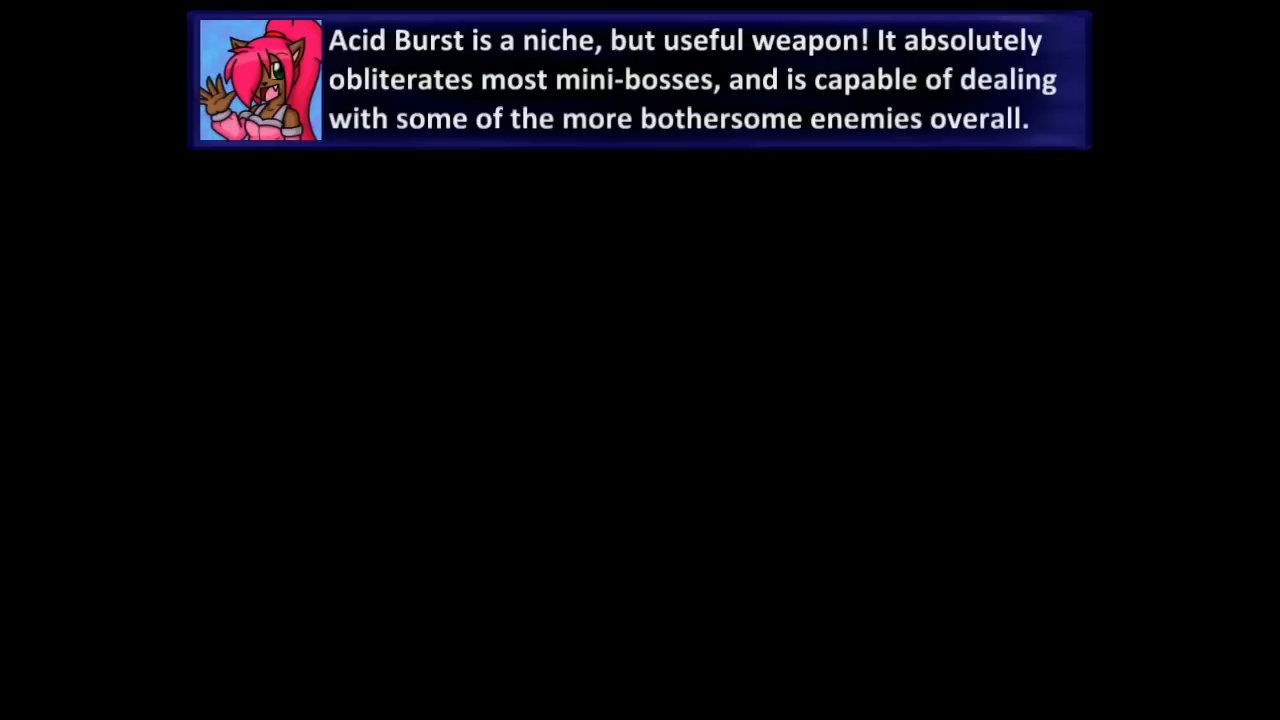 Acid Burst is a niche, but useful weapon! It absolutely
obliterates most mini-bosses, and is capable of dealing
with some of the more bothersome enemies overall.